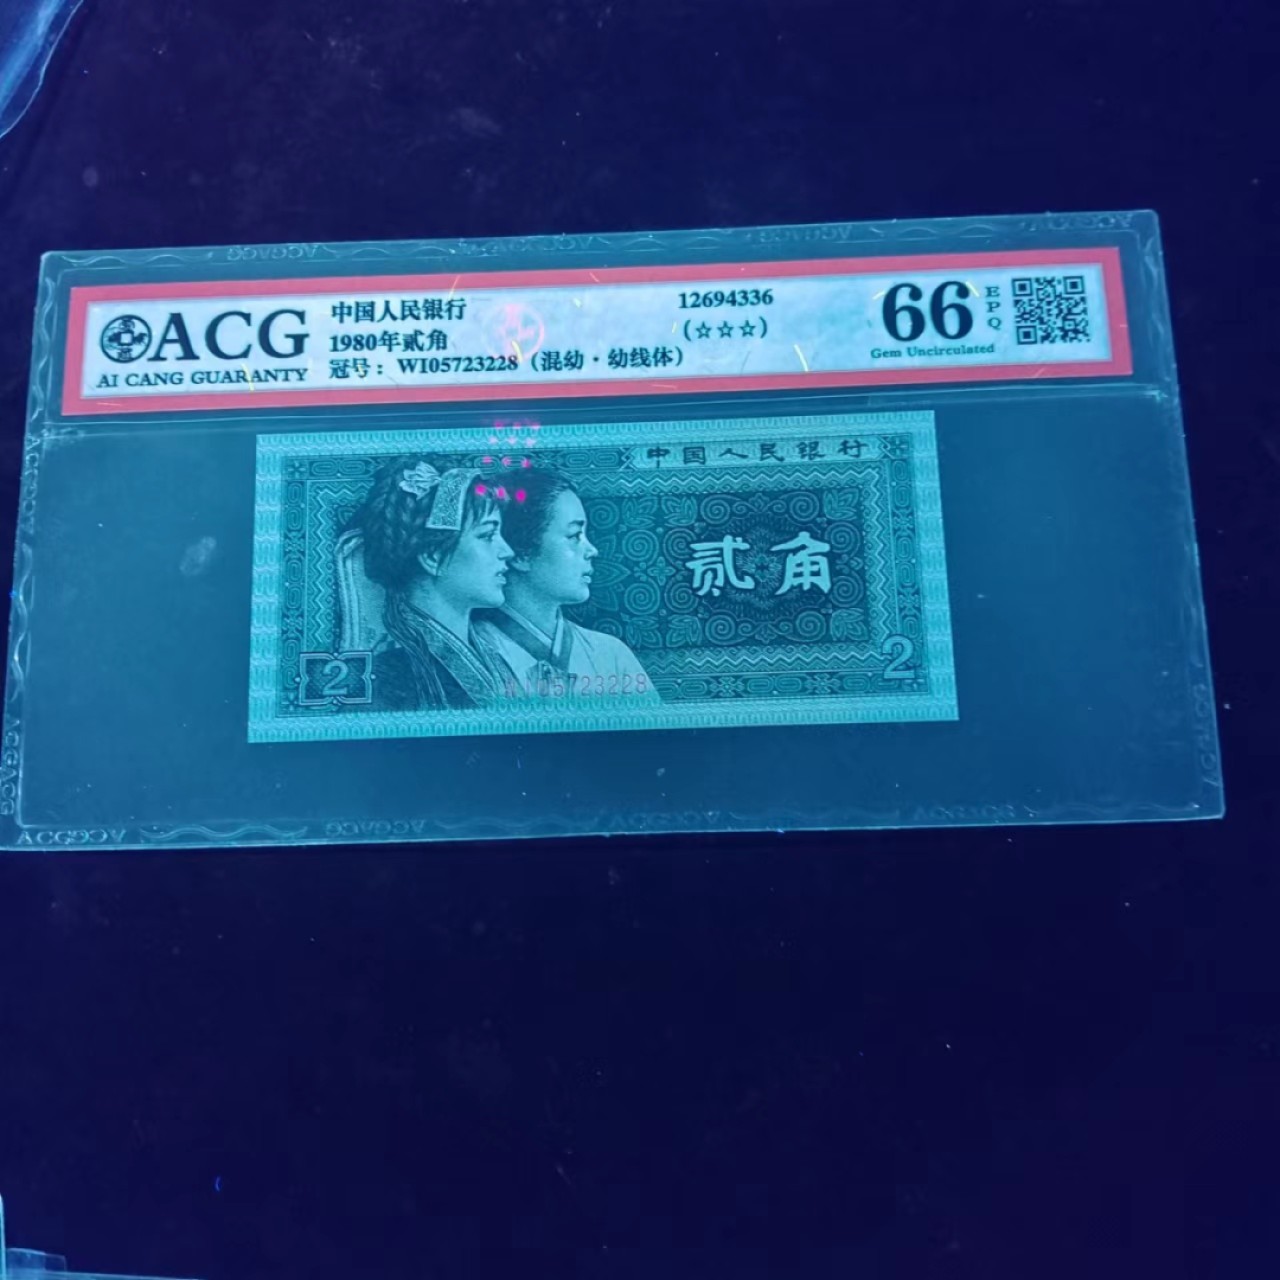 ACG
AI CANG GUARANTY
中国人民银行
1980年贰角
冠号：WI05723228（混幼·幼线体）
12694336
(☆☆☆)
66
EPQ
Gem Uncirculated
中国人民银行
贰角
2
WI05723228
2